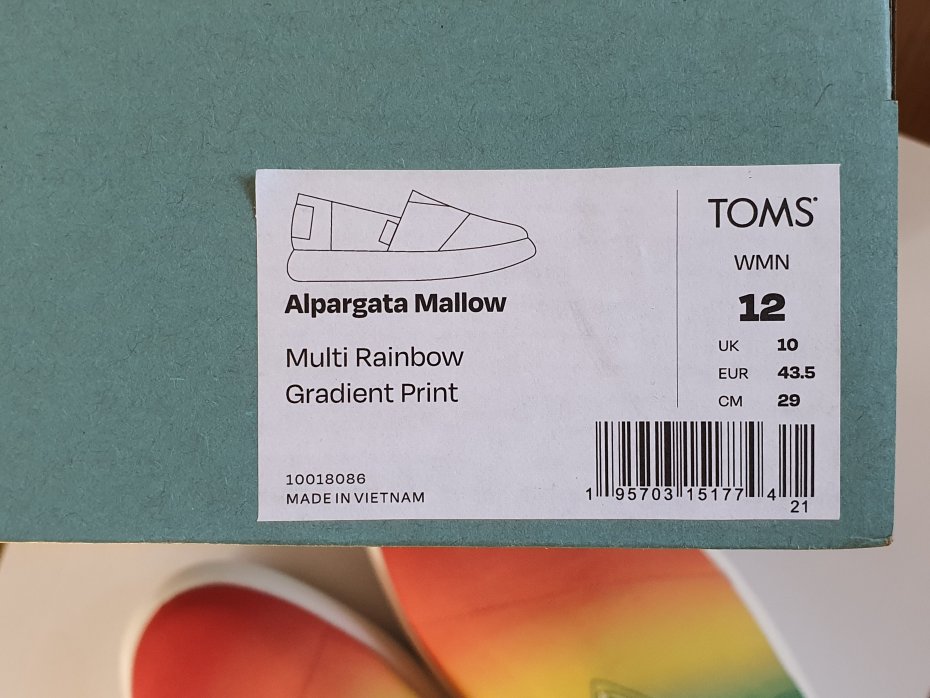 TOMS
WMN
12
UK 10
EUR 43.5
CM 29
Alpargata Mallow
Multi Rainbow
Gradient Print
10018086
MADE IN VIETNAM
1 95703 15177 4
21